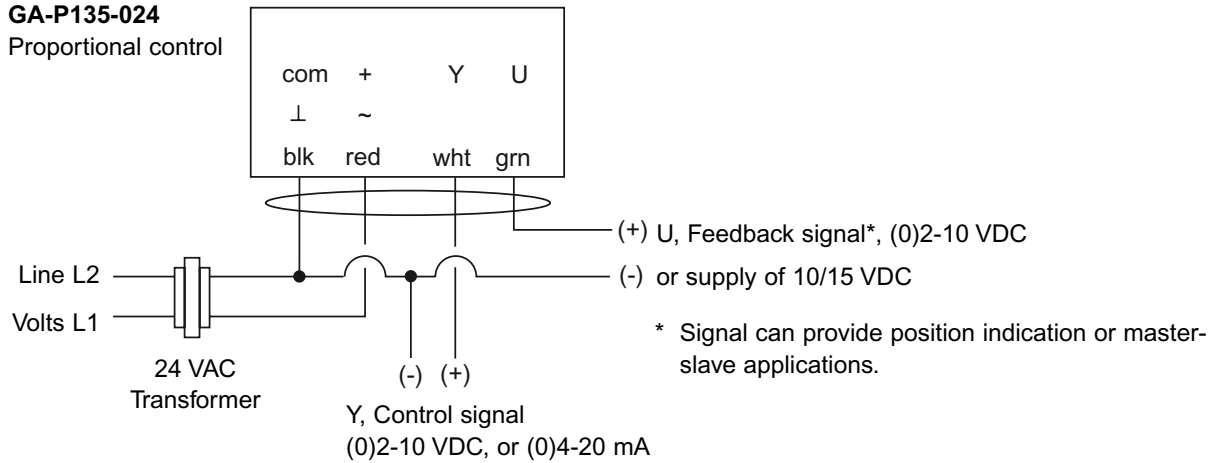 GA-P135-024
Proportional control
com + Y U
⊥ ~
blk red wht grn
(+) U, Feedback signal*, (0)2-10 VDC
Line L2
(-) or supply of 10/15 VDC
Volts L1
* Signal can provide position indication or master-
slave applications.
24 VAC
Transformer
(-) (+)
Y, Control signal
(0)2-10 VDC, or (0)4-20 mA